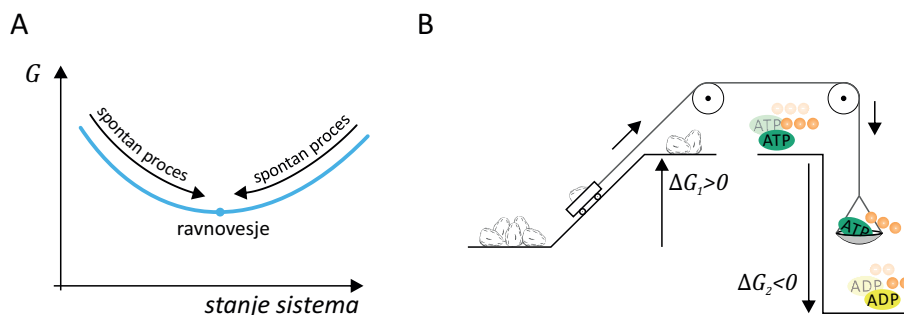 A
G
spontan proces
spontan proces
ravnovesje
stanje sistema
B
ATP
ATP
ΔG₁>0
ATP
ΔG₂<0
ADP
ADP